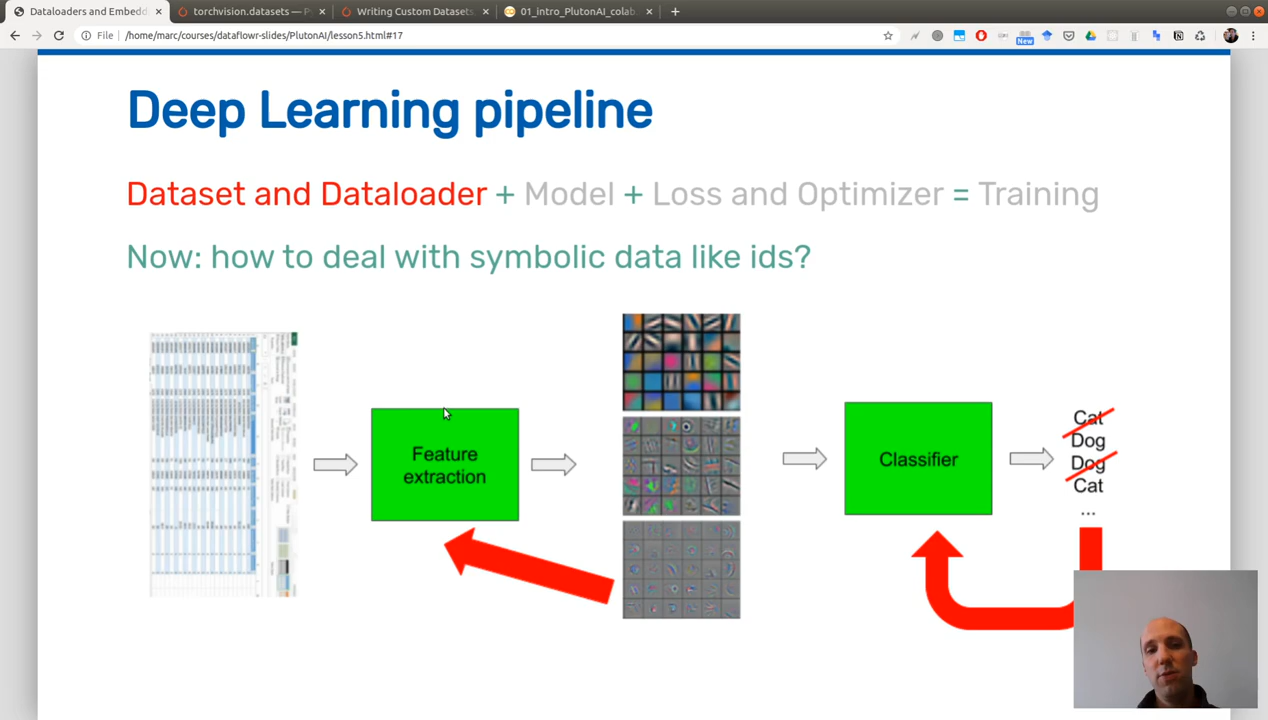 Dataloaders and Embedd
torchvision.datasets — P
Writing Custom Datasets,
01_intro_PlutonAI_colab.
File
/home/marc/courses/dataflowr-slides/PlutonAI/lesson5.html#17
New
Deep Learning pipeline
Dataset and Dataloader + Model + Loss and Optimizer = Training
Now: how to deal with symbolic data like ids?
Feature
extraction
Classifier
Cat
Dog
Dog
Cat
...